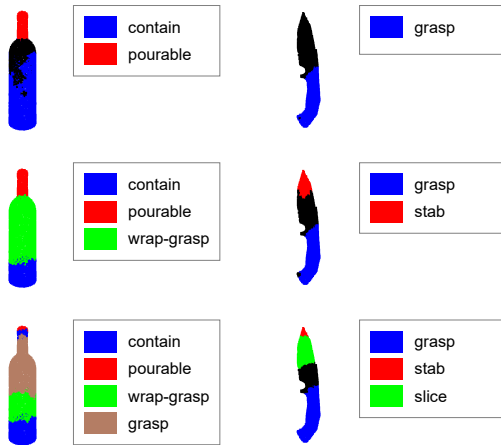 contain
pourable
grasp
contain
pourable
wrap-grasp
grasp
stab
contain
pourable
wrap-grasp
grasp
grasp
stab
slice